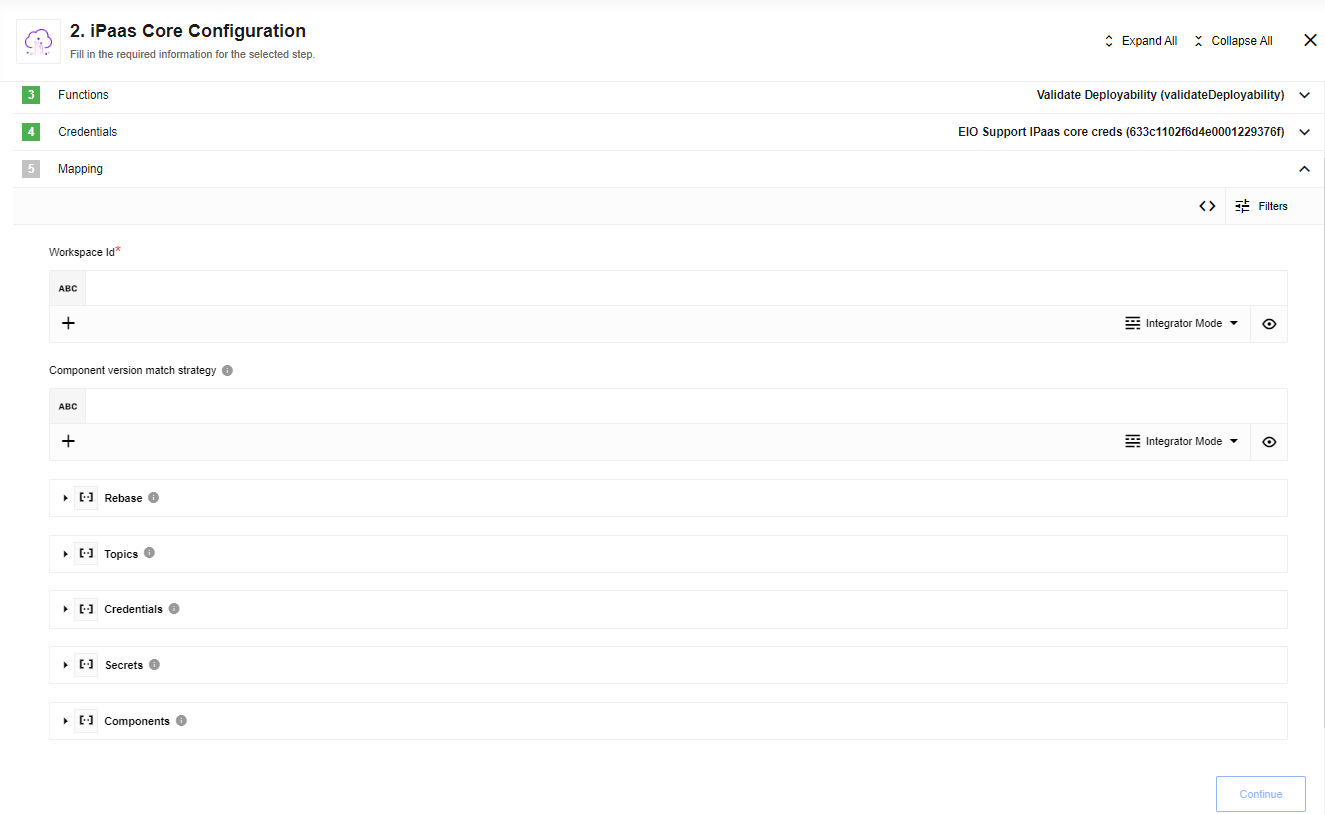 2. iPaas Core Configuration
Fill in the required information for the selected step.
Expand All
Collapse All
3 Functions Validate Deployability (validateDeployability)
4 Credentials EIO Support IPaas core creds (633c1102f6d4e0001229376f)
5 Mapping
Filters
Workspace Id*
ABC
Integrator Mode
Component version match strategy
ABC
Integrator Mode
Rebase
Topics
Credentials
Secrets
Components
Continue